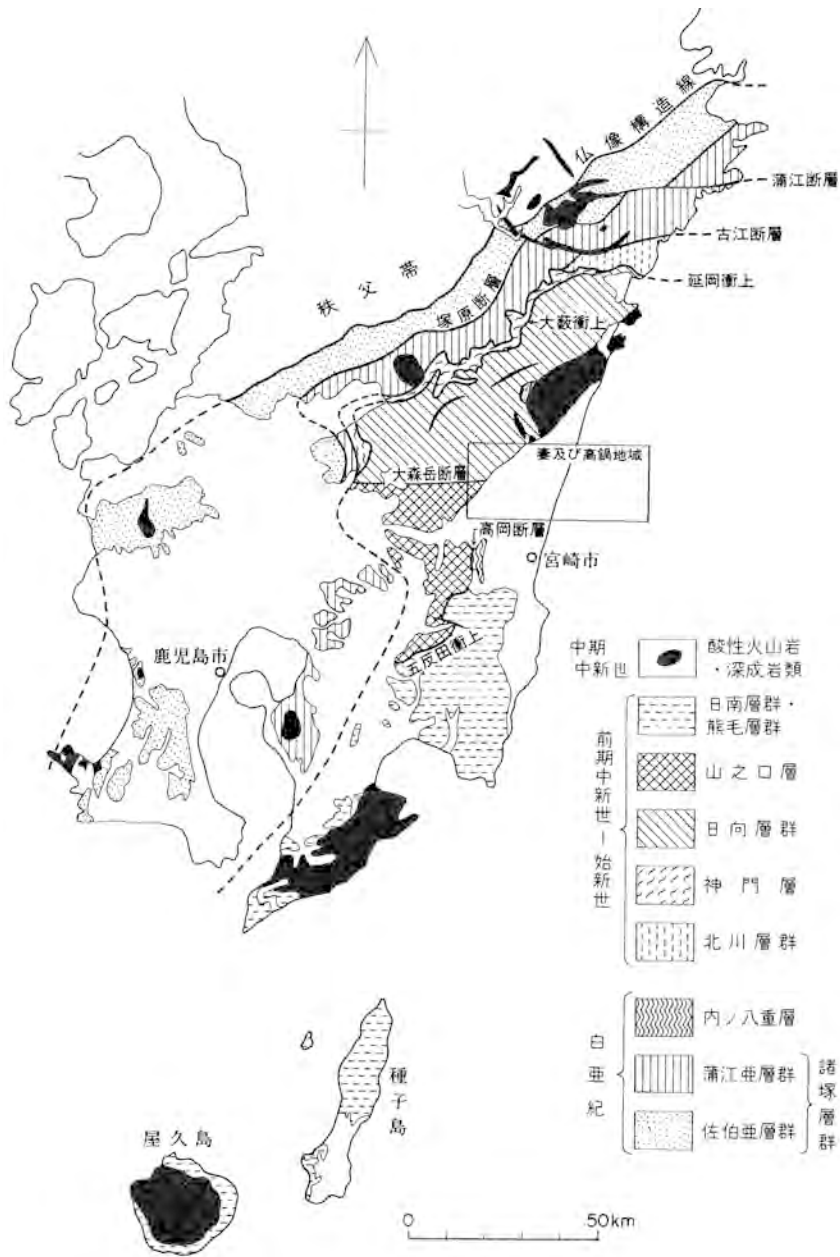 仏像構造線
蒲江断層
古江断層
延岡衝上
秩父帯
塚原断層
大薮衝上
妻及び高鍋地域
大森岳断層
高岡断層
宮崎市
鹿児島市
五反田衝上
中期
中新世
酸性火山岩
・深成岩類
前期中新世―始新世
日南層群・
熊毛層群
山之口層
日向層群
神門層
北川層群
白亜紀
内ノ八重層
蒲江亜層群
佐伯亜層群
諸塚層群
種子島
屋久島
0 50km